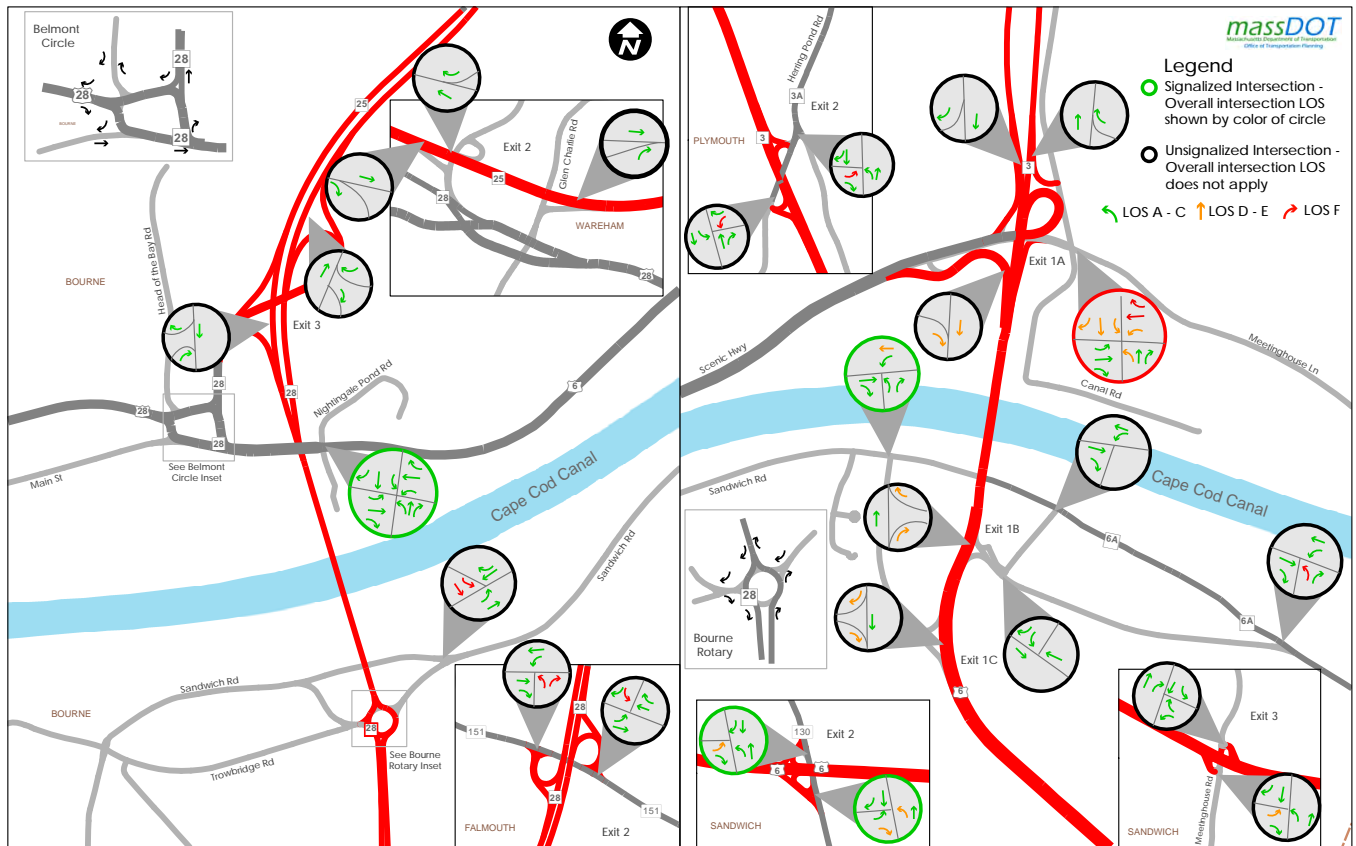 Belmont
Circle
28
28
28
BOURNE
N
25
Exit 2
25
Glen Charlie Rd
28
WAREHAM
28
Head of the Bay Rd
BOURNE
Exit 3
28
28
Nightingale Pond Rd
6
28
28
See Belmont
Circle Inset
Main St
Cape Cod Canal
Sandwich Rd
Sandwich Rd
BOURNE
28
See Bourne
Rotary Inset
Trowbridge Rd
151
28
28
151
FALMOUTH
Exit 2
Herring Pond Rd
3A
Exit 2
PLYMOUTH
3
massDOT
Massachusetts Department of Transportation
Office of Transportation Planning
Legend
Signalized Intersection -
Overall intersection LOS
shown by color of circle
Unsignalized Intersection -
Overall intersection LOS
does not apply
LOS A - C
LOS D - E
LOS F
3
Exit 1A
Scenic Hwy
Meetinghouse Ln
Canal Rd
Cape Cod Canal
Sandwich Rd
Exit 1B
6A
6A
28
Bourne
Rotary
Exit 1C
6
130
Exit 2
6
6
SANDWICH
Exit 3
Meetinghouse Rd
SANDWICH